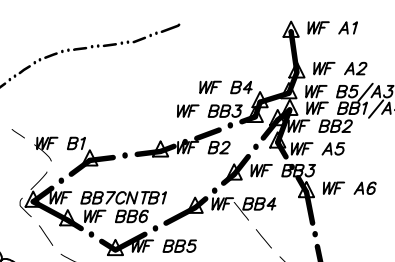 WF A1
WF A2
WF B4
WF B5/A3
WF BB3
WF BB1/A
WF BB2
WF B1
WF B2
WF A5
WF BB3
WF A6
WF BB7CNTB1
WF BB4
WF BB6
WF BB5